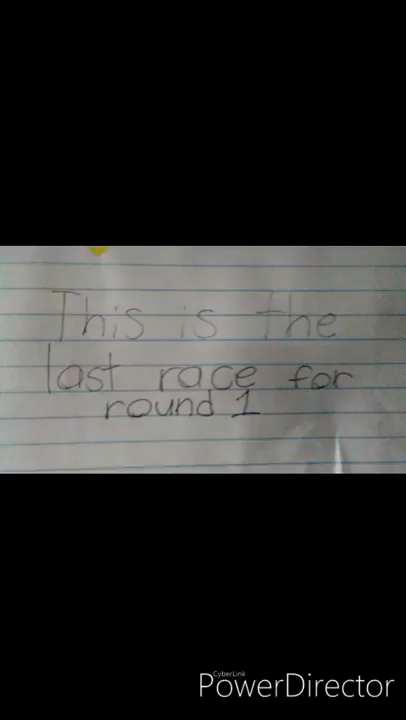 This is the
last race for
round 1
CyberLink
PowerDirector